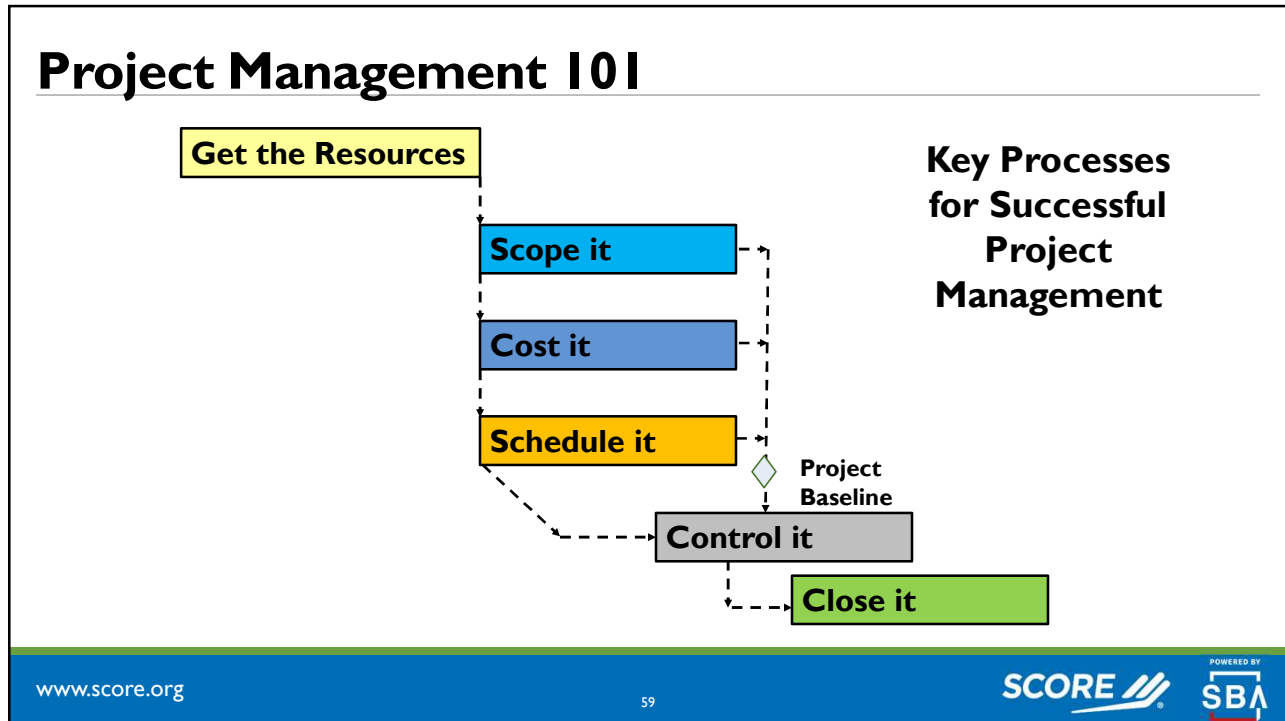 Project Management 101
Get the Resources
Key Processes
for Successful
Project
Management
Scope it
Cost it
Schedule it
Project
Baseline
Control it
Close it
www.score.org
59
SCORE
POWERED BY
SBA